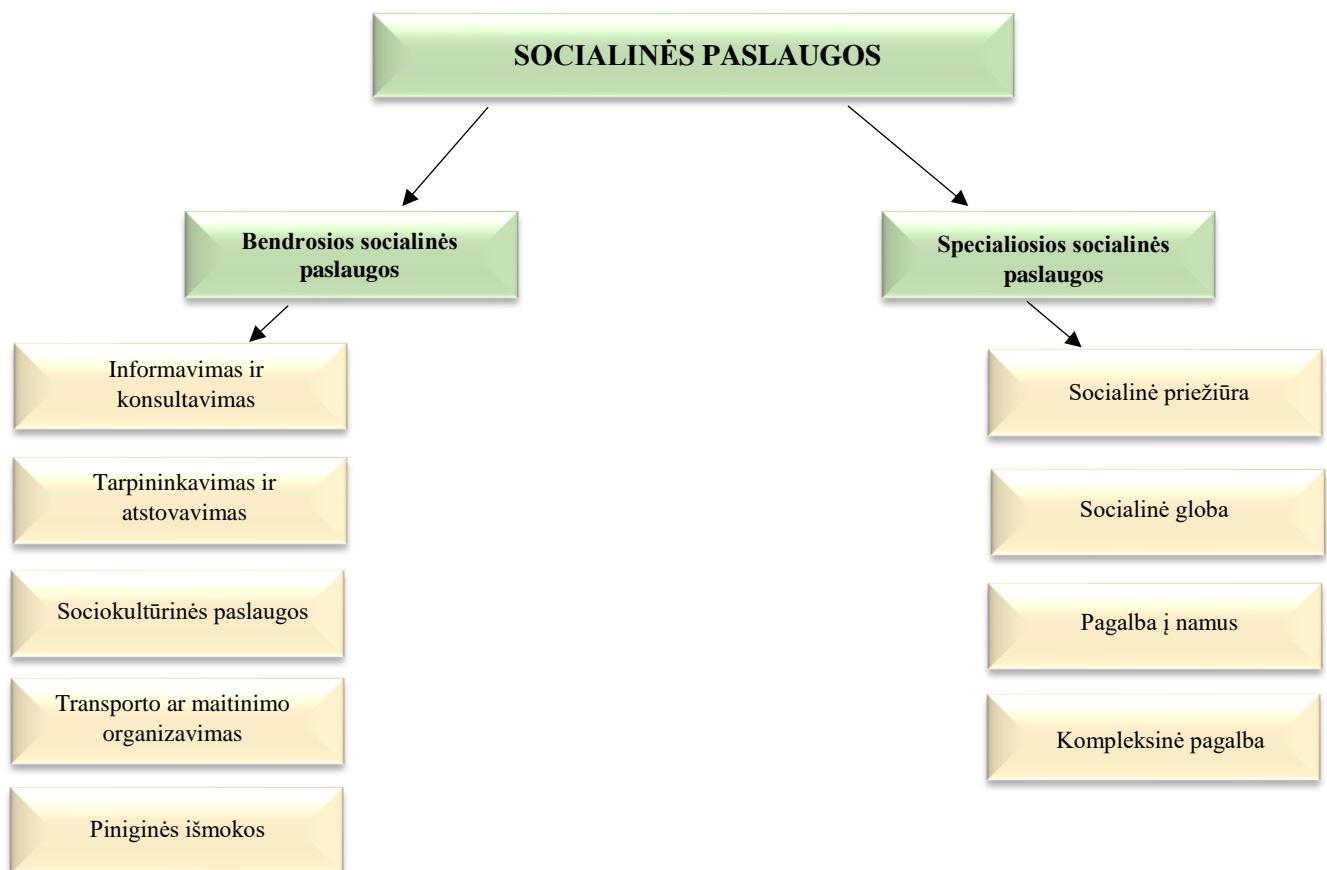 SOCIALINĖS PASLAUGOS
Bendrosios socialinės
paslaugos
Specialiosios socialinės
paslaugos
Informavimas ir
konsultavimas
Tarpininkavimas ir
atstovavimas
Sociokultūrinės paslaugos
Transporto ar maitinimo
organizavimas
Piniginės išmokos
Socialinė priežiūra
Socialinė globa
Pagalba į namus
Kompleksinė pagalba